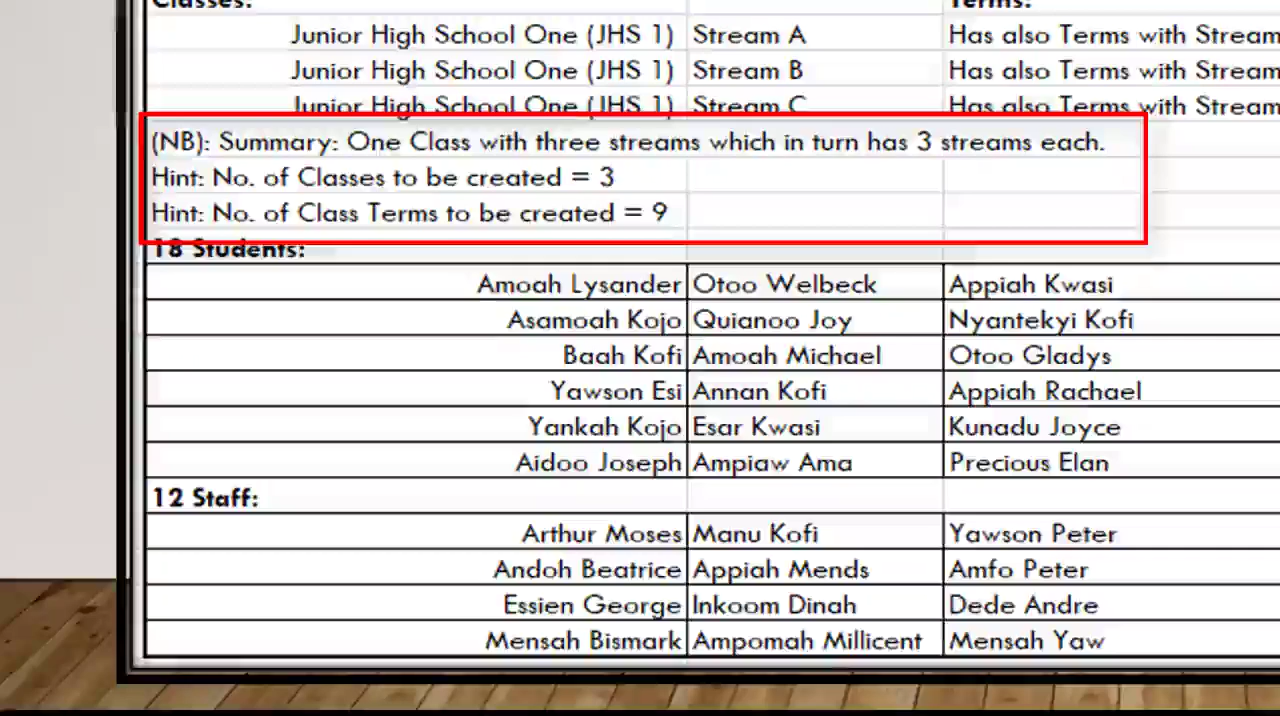 Classes: Terms:
Junior High School One (JHS 1) Stream A Has also Terms with Stream
Junior High School One (JHS 1) Stream B Has also Terms with Stream
Junior High School One (JHS 1) Stream C Has also Terms with Stream
(NB): Summary: One Class with three streams which in turn has 3 streams each.
Hint: No. of Classes to be created = 3
Hint: No. of Class Terms to be created = 9
18 Students:
Amoah Lysander Otoo Welbeck Appiah Kwasi
Asamoah Kojo Quianoo Joy Nyantekyi Kofi
Baah Kofi Amoah Michael Otoo Gladys
Yawson Esi Annan Kofi Appiah Rachael
Yankah Kojo Esar Kwasi Kunadu Joyce
Aidoo Joseph Ampiaw Ama Precious Elan
12 Staff:
Arthur Moses Manu Kofi Yawson Peter
Andoh Beatrice Appiah Mends Amfo Peter
Essien George Inkoom Dinah Dede Andre
Mensah Bismark Ampomah Millicent Mensah Yaw